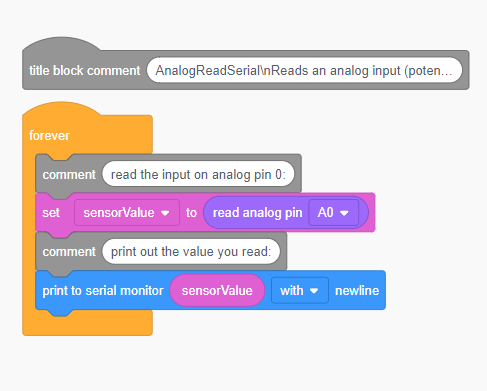 title block comment AnalogReadSerial\nReads an analog input (poten...
forever
comment read the input on analog pin 0:
set sensorValue to read analog pin A0
comment print out the value you read:
print to serial monitor sensorValue with newline